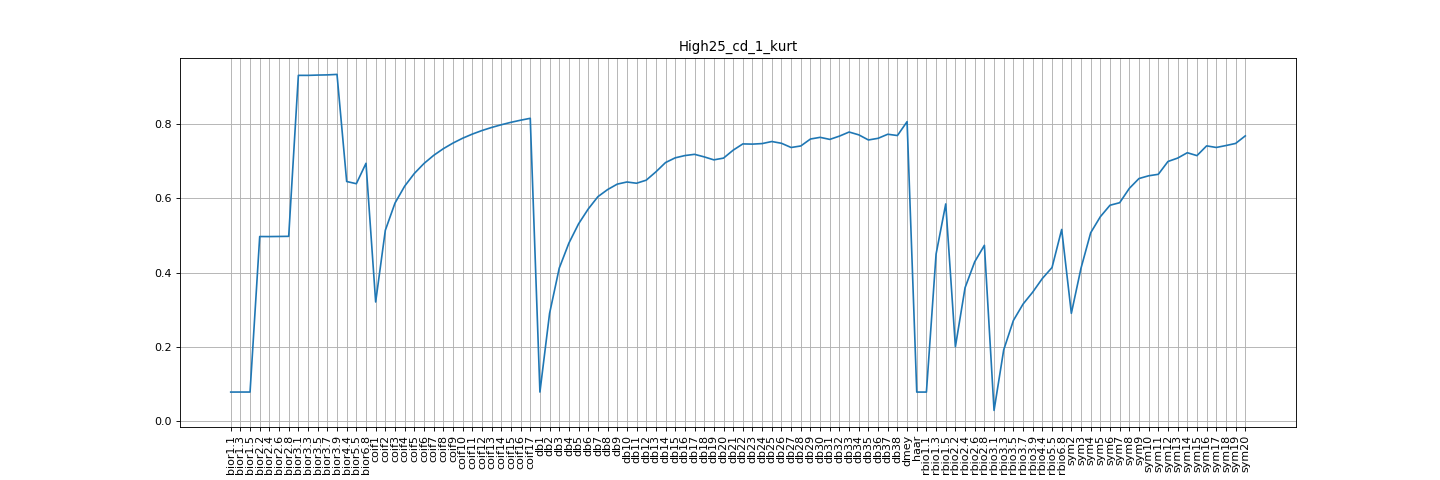 High25_cd_1_kurt
0.8
0.6
0.4
0.2
0.0
bior1.1
bior1.3
bior1.5
bior2.2
bior2.4
bior2.6
bior2.8
bior3.1
bior3.3
bior3.5
bior3.7
bior3.9
bior4.4
bior5.5
bior6.8
coif1
coif2
coif3
coif4
coif5
coif6
coif7
coif8
coif9
coif10
coif11
coif12
coif13
coif14
coif15
coif16
coif17
db1
db2
db3
db4
db5
db6
db7
db8
db9
db10
db11
db12
db13
db14
db15
db16
db17
db18
db19
db20
db21
db22
db23
db24
db25
db26
db27
db28
db29
db30
db31
db32
db33
db34
db35
db36
db37
db38
dmey
haar
rbio1.1
rbio1.3
rbio1.5
rbio2.2
rbio2.4
rbio2.6
rbio2.8
rbio3.1
rbio3.3
rbio3.5
rbio3.7
rbio3.9
rbio4.4
rbio5.5
rbio6.8
sym2
sym3
sym4
sym5
sym6
sym7
sym8
sym9
sym10
sym11
sym12
sym13
sym14
sym15
sym16
sym17
sym18
sym19
sym20